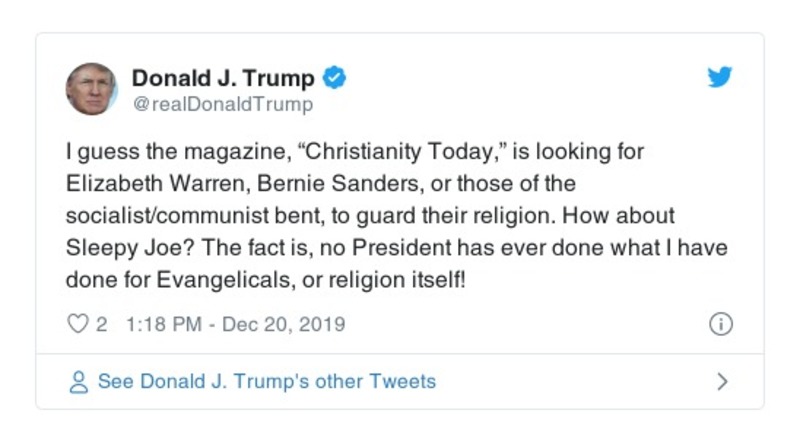 Donald J. Trump
@realDonaldTrump
I guess the magazine, “Christianity Today,” is looking for
Elizabeth Warren, Bernie Sanders, or those of the
socialist/communist bent, to guard their religion. How about
Sleepy Joe? The fact is, no President has ever done what I have
done for Evangelicals, or religion itself!
2 1:18 PM - Dec 20, 2019
See Donald J. Trump's other Tweets